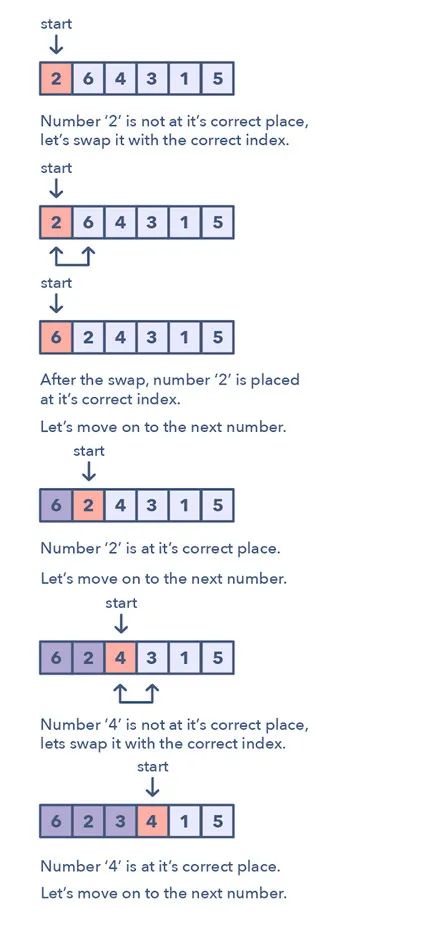 start
2 6 4 3 1 5
Number ‘2’ is not at it’s correct place,
let’s swap it with the correct index.
start
2 6 4 3 1 5
start
6 2 4 3 1 5
After the swap, number ‘2’ is placed
at it’s correct index.
Let’s move on to the next number.
start
6 2 4 3 1 5
Number ‘2’ is at it’s correct place.
Let’s move on to the next number.
start
6 2 4 3 1 5
Number ‘4’ is not at it’s correct place,
lets swap it with the correct index.
start
6 2 3 4 1 5
Number ‘4’ is at it’s correct place.
Let’s move on to the next number.